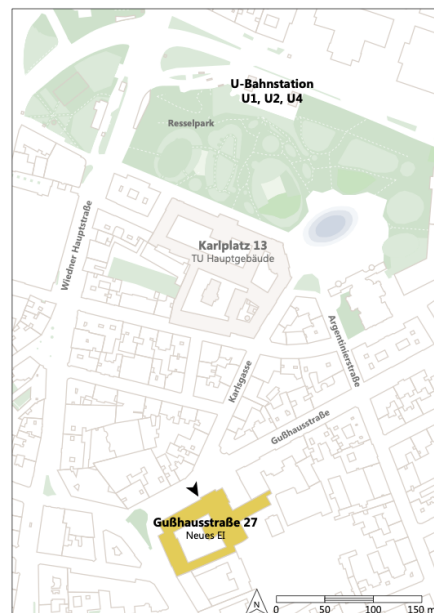 U-Bahnstation
U1, U2, U4
Resselpark
Wiedner Hauptstraße
Karlplatz 13
TU Hauptgebäude
Argentinierstraße
Karlsgasse
Gußhausstraße
Gußhausstraße 27
Neues EI
N
0 50 100 150 m